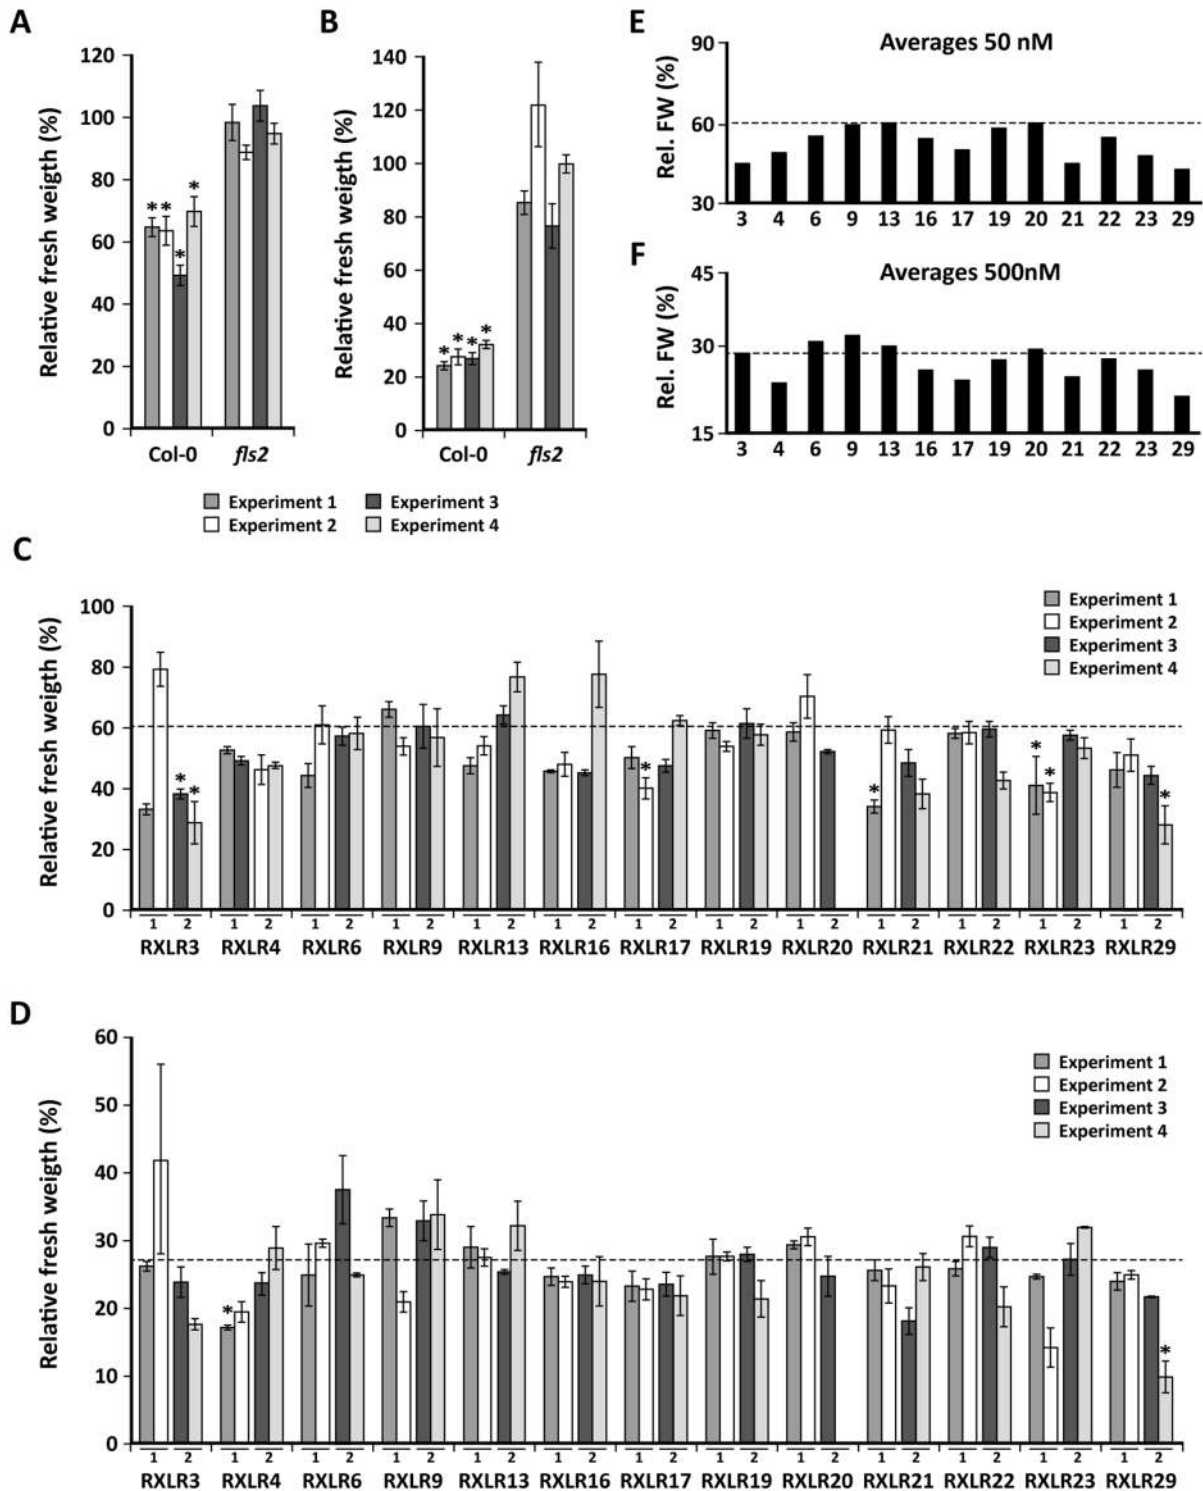 A
B
E
120
100
80
60
40
20
0
Relative fresh weigth (%)
**
*
*
Col-0
fls2
140
120
100
80
60
40
20
0
Relative fresh weigth (%)
*
*
*
*
Col-0
fls2
Averages 50 nM
90
60
30
Rel. FW (%)
3 4 6 9 13 16 17 19 20 21 22 23 29
F
Averages 500nM
45
30
15
Rel. FW (%)
3 4 6 9 13 16 17 19 20 21 22 23 29
Experiment 1
Experiment 2
Experiment 3
Experiment 4
C
100
80
60
40
20
0
Relative fresh weigth (%)
Experiment 1
Experiment 2
Experiment 3
Experiment 4
*
*
*
*
*
*
*
1 2 1 2 1 2 1 2 1 2 1 2 1 2 1 2 1 2 1 2 1 2 1 2 1 2
RXLR3 RXLR4 RXLR6 RXLR9 RXLR13 RXLR16 RXLR17 RXLR19 RXLR20 RXLR21 RXLR22 RXLR23 RXLR29
D
60
50
40
30
20
10
0
Relative fresh weigth (%)
Experiment 1
Experiment 2
Experiment 3
Experiment 4
*
*
1 2 1 2 1 2 1 2 1 2 1 2 1 2 1 2 1 2 1 2 1 2 1 2 1 2
RXLR3 RXLR4 RXLR6 RXLR9 RXLR13 RXLR16 RXLR17 RXLR19 RXLR20 RXLR21 RXLR22 RXLR23 RXLR29